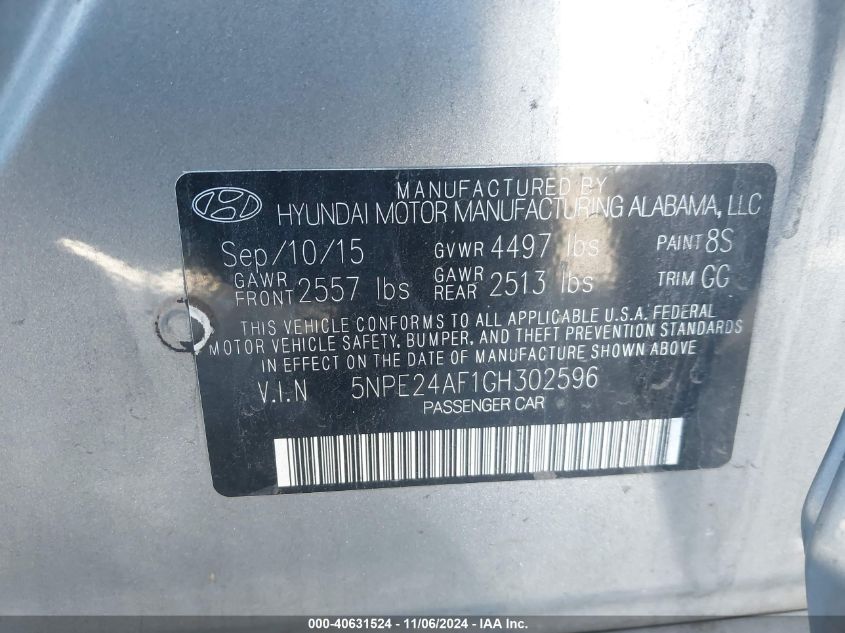 MANUFACTURED BY
HYUNDAI MOTOR MANUFACTURING ALABAMA, LLC
Sep/10/15 GVWR 4497 lbs PAINT 8S
GAWR FRONT 2557 lbs GAWR REAR 2513 lbs TRIM GG
THIS VEHICLE CONFORMS TO ALL APPLICABLE U.S.A. FEDERAL
MOTOR VEHICLE SAFETY, BUMPER, AND THEFT PREVENTION STANDARDS
IN EFFECT ON THE DATE OF MANUFACTURE SHOWN ABOVE
V.I.N 5NPE24AF1GH302596
PASSENGER CAR
000-40631524 - 11/06/2024 - IAA Inc.